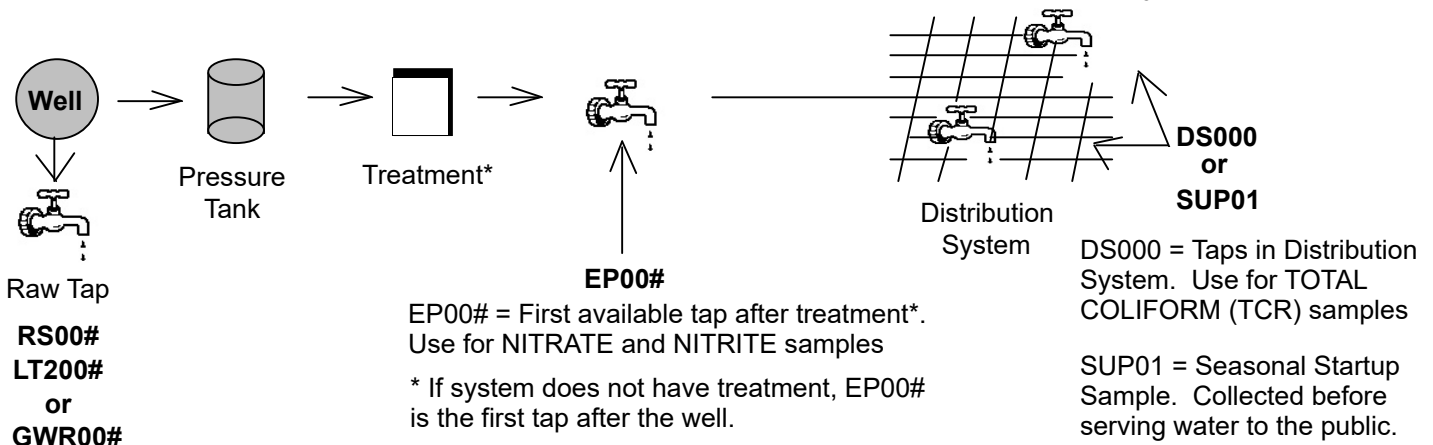 Well
Pressure
Tank
Treatment*
Raw Tap
RS00#
LT200#
or
GWR00#
EP00#
EP00# = First available tap after treatment*.
Use for NITRATE and NITRITE samples
* If system does not have treatment, EP00#
is the first tap after the well.
Distribution
System
DS000
or
SUP01
DS000 = Taps in Distribution
System. Use for TOTAL
COLIFORM (TCR) samples
SUP01 = Seasonal Startup
Sample. Collected before
serving water to the public.